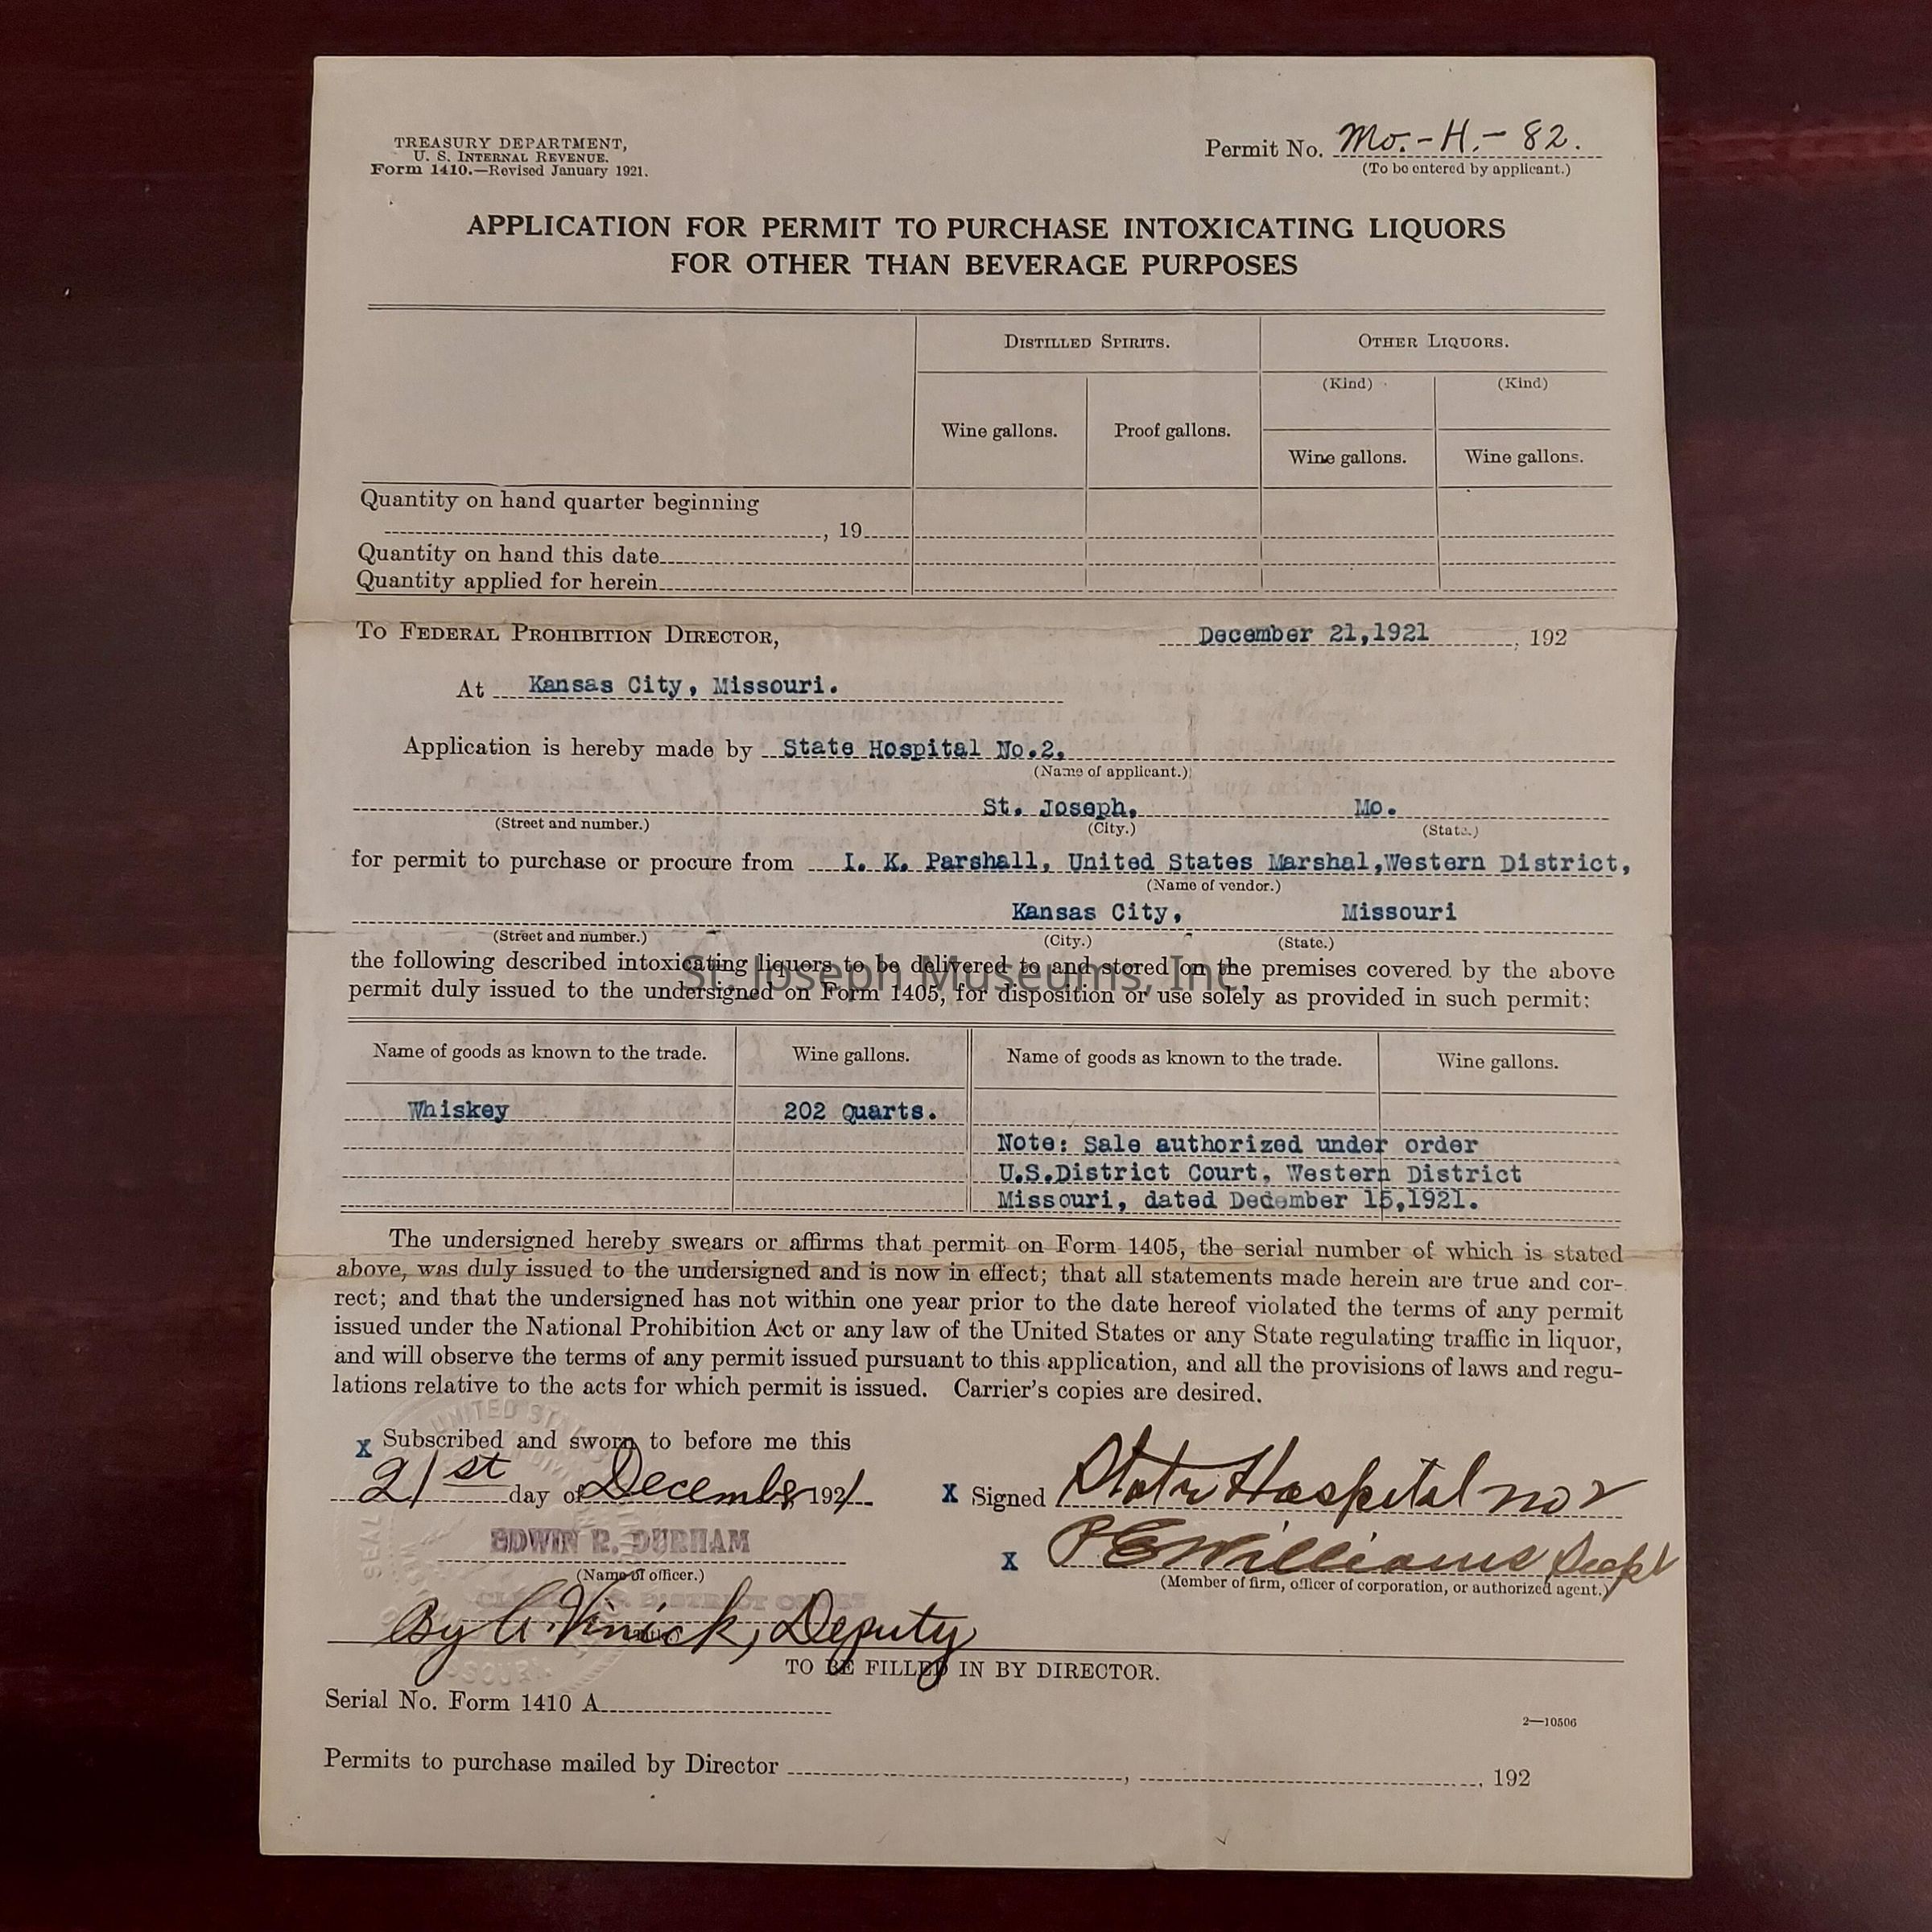 TREASURY DEPARTMENT,
U. S. INTERNAL REVENUE.
Form 1410.—Revised January 1921.
Permit No. Mo.-H.- 82.
(To be entered by applicant.)
APPLICATION FOR PERMIT TO PURCHASE INTOXICATING LIQUORS
FOR OTHER THAN BEVERAGE PURPOSES
DISTILLED SPIRITS. OTHER LIQUORS.
(Kind) (Kind)
Wine gallons. Proof gallons. Wine gallons. Wine gallons.
Quantity on hand quarter beginning
, 19
Quantity on hand this date
Quantity applied for herein
TO FEDERAL PROHIBITION DIRECTOR, December 21,1921, 192
At Kansas City, Missouri.
Application is hereby made by State Hospital No.2,
(Name of applicant.)
St. Joseph, Mo.
(Street and number.) (City.) (State.)
for permit to purchase or procure from I. K. Parshall, United States Marshal,Western District,
(Name of vendor.)
Kansas City, Missouri
(Street and number.) (City.) (State.)
the following described intoxicating liquors to be delivered to and stored on the premises covered by the above
St. Joseph Museums, Inc.
permit duly issued to the undersigned on Form 1405, for disposition or use solely as provided in such permit:
Name of goods as known to the trade. Wine gallons. Name of goods as known to the trade. Wine gallons.
Whiskey 202 Quarts.
Note: Sale authorized under order
U.S.District Court, Western District
Missouri, dated December 15,1921.
The undersigned hereby swears or affirms that permit on Form 1405, the serial number of which is stated
above, was duly issued to the undersigned and is now in effect; that all statements made herein are true and cor-
rect; and that the undersigned has not within one year prior to the date hereof violated the terms of any permit
issued under the National Prohibition Act or any law of the United States or any State regulating traffic in liquor,
and will observe the terms of any permit issued pursuant to this application, and all the provisions of laws and regu-
lations relative to the acts for which permit is issued. Carrier's copies are desired.
X Subscribed and sworn to before me this
21st day of December, 1921
X Signed State Hospital no 2
EDWIN R. DURHAM
(Name of officer.)
X P E Williams Supt
(Member of firm, officer of corporation, or authorized agent.)
DISTRICT COURT
By A. Vinick, Deputy
TO BE FILLED IN BY DIRECTOR.
Serial No. Form 1410 A
2—10506
Permits to purchase mailed by Director , , 192